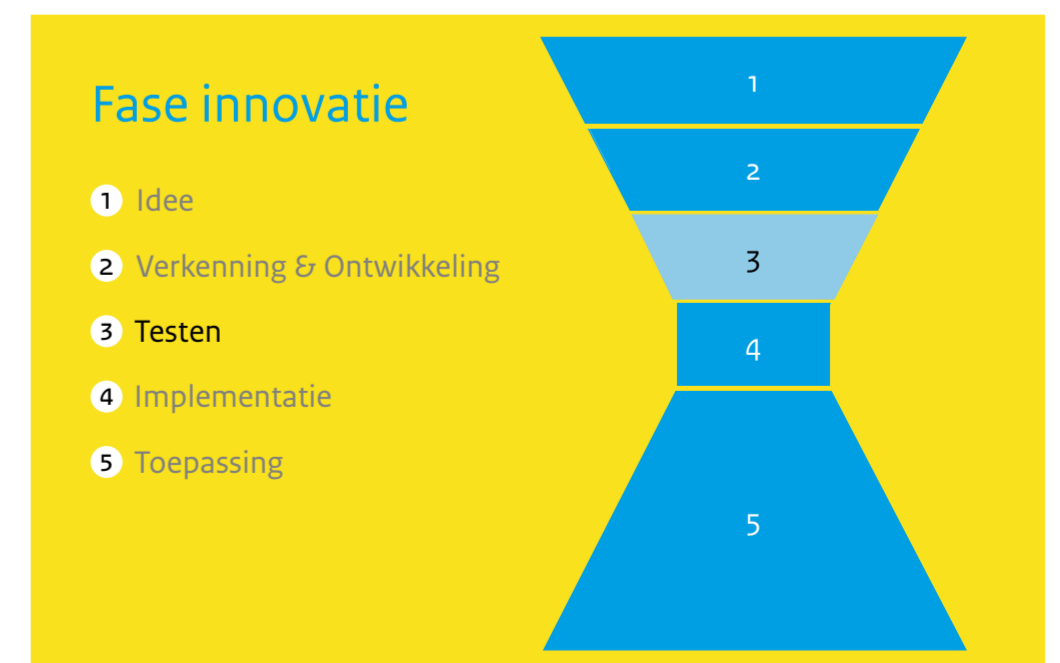 Fase innovatie
1 Idee
2 Verkenning & Ontwikkeling
3 Testen
4 Implementatie
5 Toepassing
1
2
3
4
5